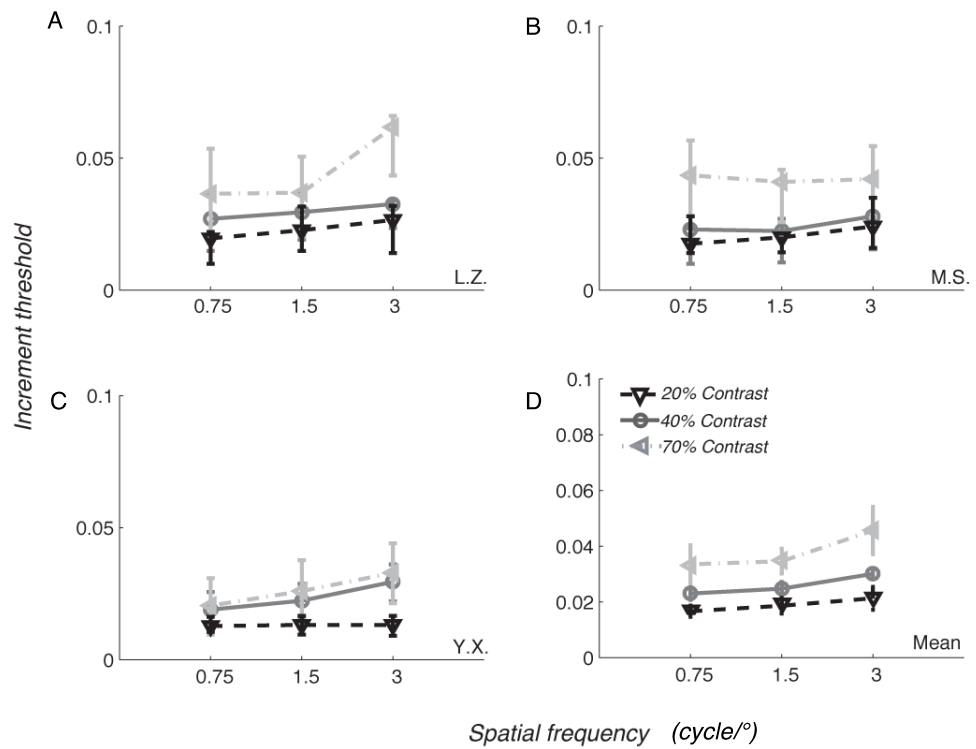 A
0.1
0.05
0
0.75
1.5
3
L.Z.
B
0.1
0.05
0
0.75
1.5
3
M.S.
Increment threshold
C
0.1
0.05
0
0.75
1.5
3
Y.X.
D
0.1
0.08
0.06
0.04
0.02
0
20% Contrast
40% Contrast
70% Contrast
0.75
1.5
3
Mean
Spatial frequency (cycle/°)